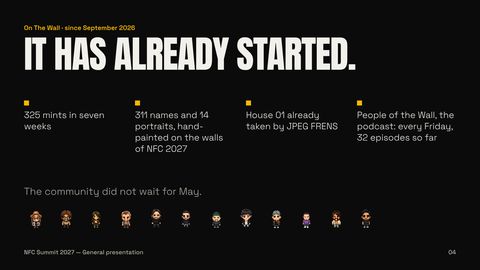 On The Wall · since September 2026
IT HAS ALREADY STARTED.
325 mints in seven
weeks
311 names and 14
portraits, hand-
painted on the walls
of NFC 2027
House 01 already
taken by JPEG FRENS
People of the Wall, the
podcast: every Friday,
32 episodes so far
The community did not wait for May.
NFC Summit 2027 — General presentation
04